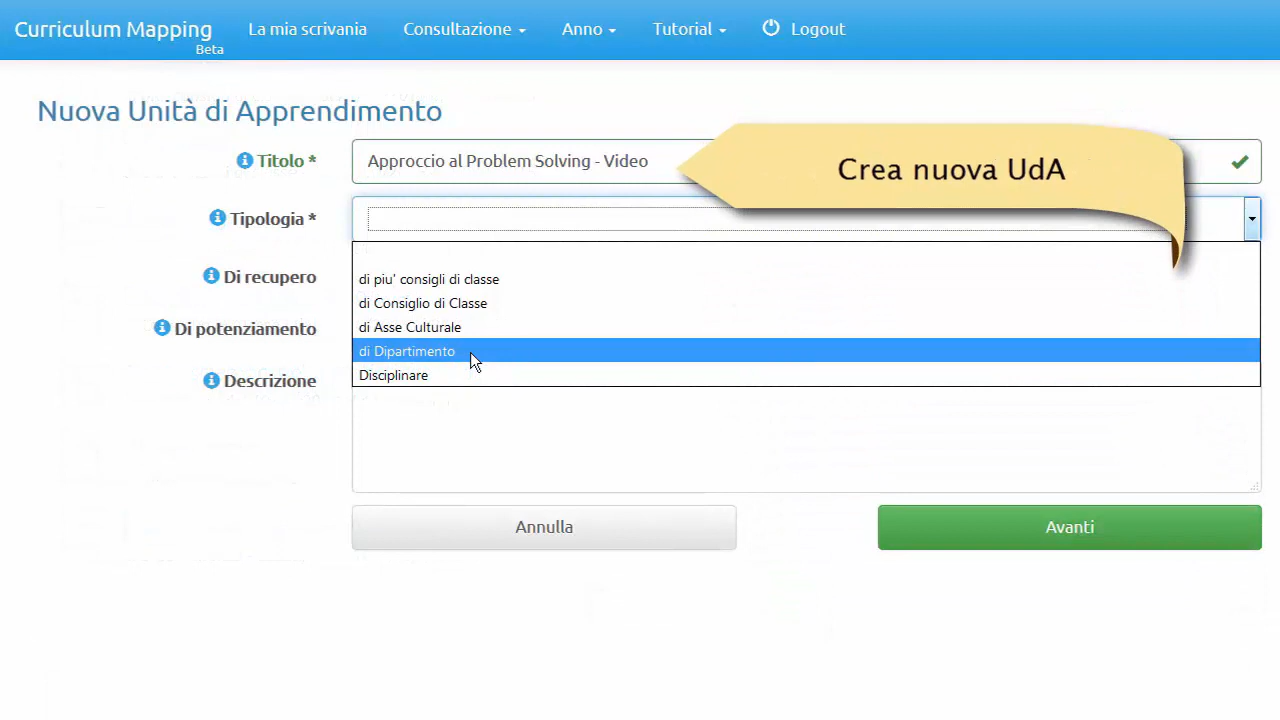 Curriculum Mapping
Beta
La mia scrivania
Consultazione
Anno
Tutorial
Logout
Nuova Unità di Apprendimento
Titolo *
Approccio al Problem Solving - Video
Crea nuova UdA
Tipologia *
di piu' consigli di classe
di Consiglio di Classe
di Asse Culturale
di Dipartimento
Disciplinare
Di recupero
Di potenziamento
Descrizione
Annulla
Avanti